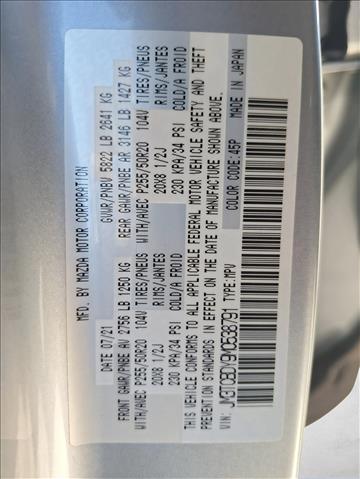 MFD. BY MAZDA MOTOR CORPORATION
DATE 07/21 GVWR/PNBV 5822 LB 2641 KG
FRONT GAWR/PNBE AV 2756 LB 1250 KG REAR GAWR/PNBE AR 3146 LB 1427 KG
WITH/AVEC P255/50R20 104V TIRES/PNEUS WITH/AVEC P255/50R20 104V TIRES/PNEUS
20X8 1/2J RIMS/JANTES 20X8 1/2J RIMS/JANTES
230 KPA/34 PSI COLD/A FROID 230 KPA/34 PSI COLD/A FROID
THIS VEHICLE CONFORMS TO ALL APPLICABLE FEDERAL MOTOR VEHICLE SAFETY AND THEFT
PREVENTION STANDARDS IN EFFECT ON THE DATE OF MANUFACTURE SHOWN ABOVE.
VIN: JM3TCBDY9N0608791 TYPE: MPV MADE IN JAPAN
COLOR CODE: 45P